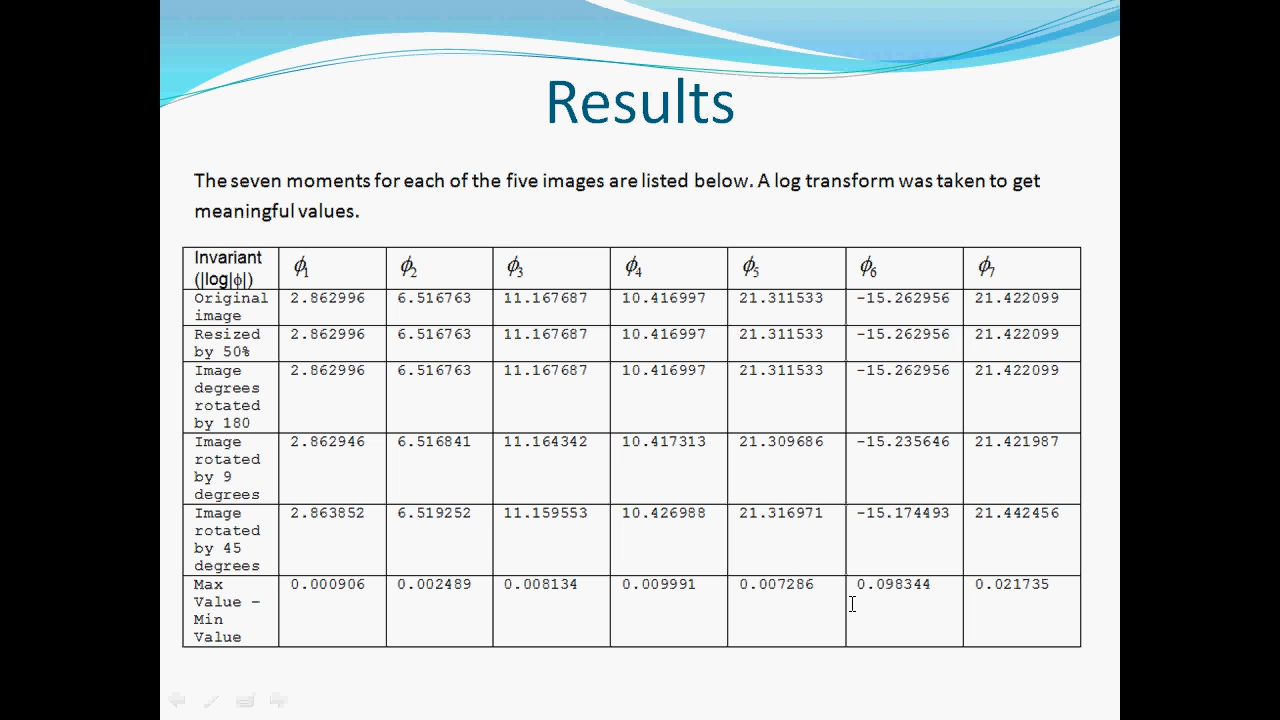 Results
The seven moments for each of the five images are listed below. A log transform was taken to get
meaningful values.
Invariant
(|log|ϕ|) ϕ1 ϕ2 ϕ3 ϕ4 ϕ5 ϕ6 ϕ7
Original
image 2.862996 6.516763 11.167687 10.416997 21.311533 -15.262956 21.422099
Resized
by 50% 2.862996 6.516763 11.167687 10.416997 21.311533 -15.262956 21.422099
Image
degrees
rotated
by 180 2.862996 6.516763 11.167687 10.416997 21.311533 -15.262956 21.422099
Image
rotated
by 9
degrees 2.862946 6.516841 11.164342 10.417313 21.309686 -15.235646 21.421987
Image
rotated
by 45
degrees 2.863852 6.519252 11.159553 10.426988 21.316971 -15.174493 21.442456
Max
Value –
Min
Value 0.000906 0.002489 0.008134 0.009991 0.007286 0.098344 0.021735